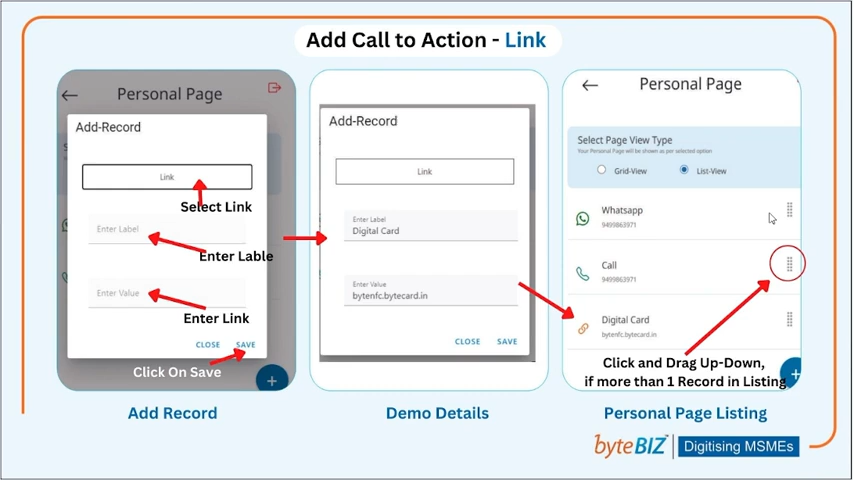 Add Call to Action - Link
Personal Page
Add-Record
Link
Select Link
Enter Label
Enter Lable
Enter Value
Enter Link
CLOSE SAVE
Click On Save
+
Add Record
Add-Record
Link
Enter Label
Digital Card
Enter Value
bytenfc.bytecard.in
CLOSE SAVE
Demo Details
Personal Page
Select Page View Type
Your Personal Page will be shown as per selected option
Grid-View List-View
Whatsapp
9499863971
Call
9499863971
Digital Card
bytenfc.bytecard.in
Click and Drag Up-Down,
if more than 1 Record in Listing
+
Personal Page Listing
byteBIZ Digitising MSMEs